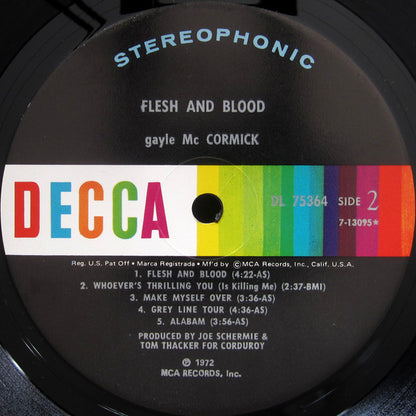 STEREOPHONIC
FLESH AND BLOOD
gayle Mc CORMICK
DECCA
DL 75364 SIDE 2
7-13095*
Reg. U.S. Pat Off • Marca Registrada • Mf'd by ©MCA Records, Inc., Calif. U.S.A.
1. FLESH AND BLOOD (4:22-AS)
2. WHOEVER'S THRILLING YOU (Is Killing Me) (2:37-BMI)
3. MAKE MYSELF OVER (3:36-AS)
4. GREY LINE TOUR (4:36-AS)
5. ALABAM (3:56-AS)
PRODUCED BY JOE SCHERMIE &
TOM THACKER FOR CORDUROY
℗ 1972
MCA RECORDS, Inc.